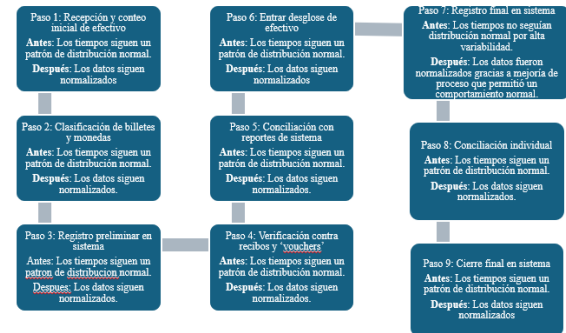 Paso 1: Recepción y conteo
inicial de efectivo
Antes: Los tiempos siguen un
patrón de distribución normal.
Después: Los datos siguen
normalizados
Paso 2: Clasificación de billetes
y monedas
Antes: Los tiempos siguen un
patrón de distribución normal.
Después: Los datos siguen
normalizados.
Paso 3: Registro preliminar en
sistema
Antes: Los tiempos siguen un
patron de distribucion normal.
Despues: Los datos siguen
normalizados.
Paso 4: Verificación contra
recibos y ‘vouchers’
Antes: Los tiempos siguen un
patrón de distribución normal.
Después: Los datos siguen
normalizados.
Paso 5: Conciliación con
reportes de sistema
Antes: Los tiempos siguen un
patrón de distribución normal.
Después: Los datos siguen
normalizados.
Paso 6: Entrar desglose de
efectivo
Antes: Los tiempos siguen un
patrón de distribución normal.
Después: Los datos siguen
normalizados
Paso 7: Registro final en sistema
Antes: Los tiempos no seguían
distribución normal por alta
variabilidad.
Después: Los datos fueron
normalizados gracias a mejoría de
proceso que permitió un
comportamiento normal.
Paso 8: Conciliación individual
Antes: Los tiempos siguen un
patrón de distribución normal.
Después: Los datos siguen
normalizados.
Paso 9: Cierre final en sistema
Antes: Los tiempos siguen un
patrón de distribución normal.
Después: Los datos siguen
normalizados